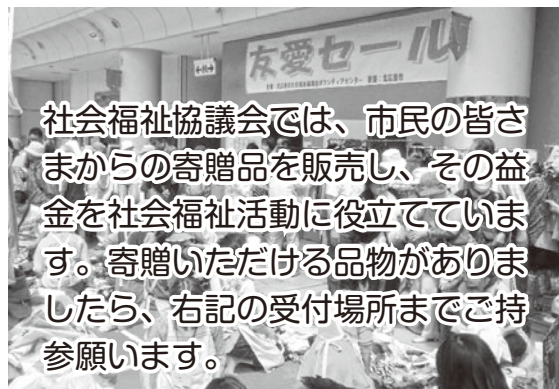 友愛セール
社会福祉協議会では、市民の皆さ
まからの寄贈品を販売し、その益
金を社会福祉活動に役立てていま
す。寄贈いただける品物がありま
したら、右記の受付場所までご持
参願います。